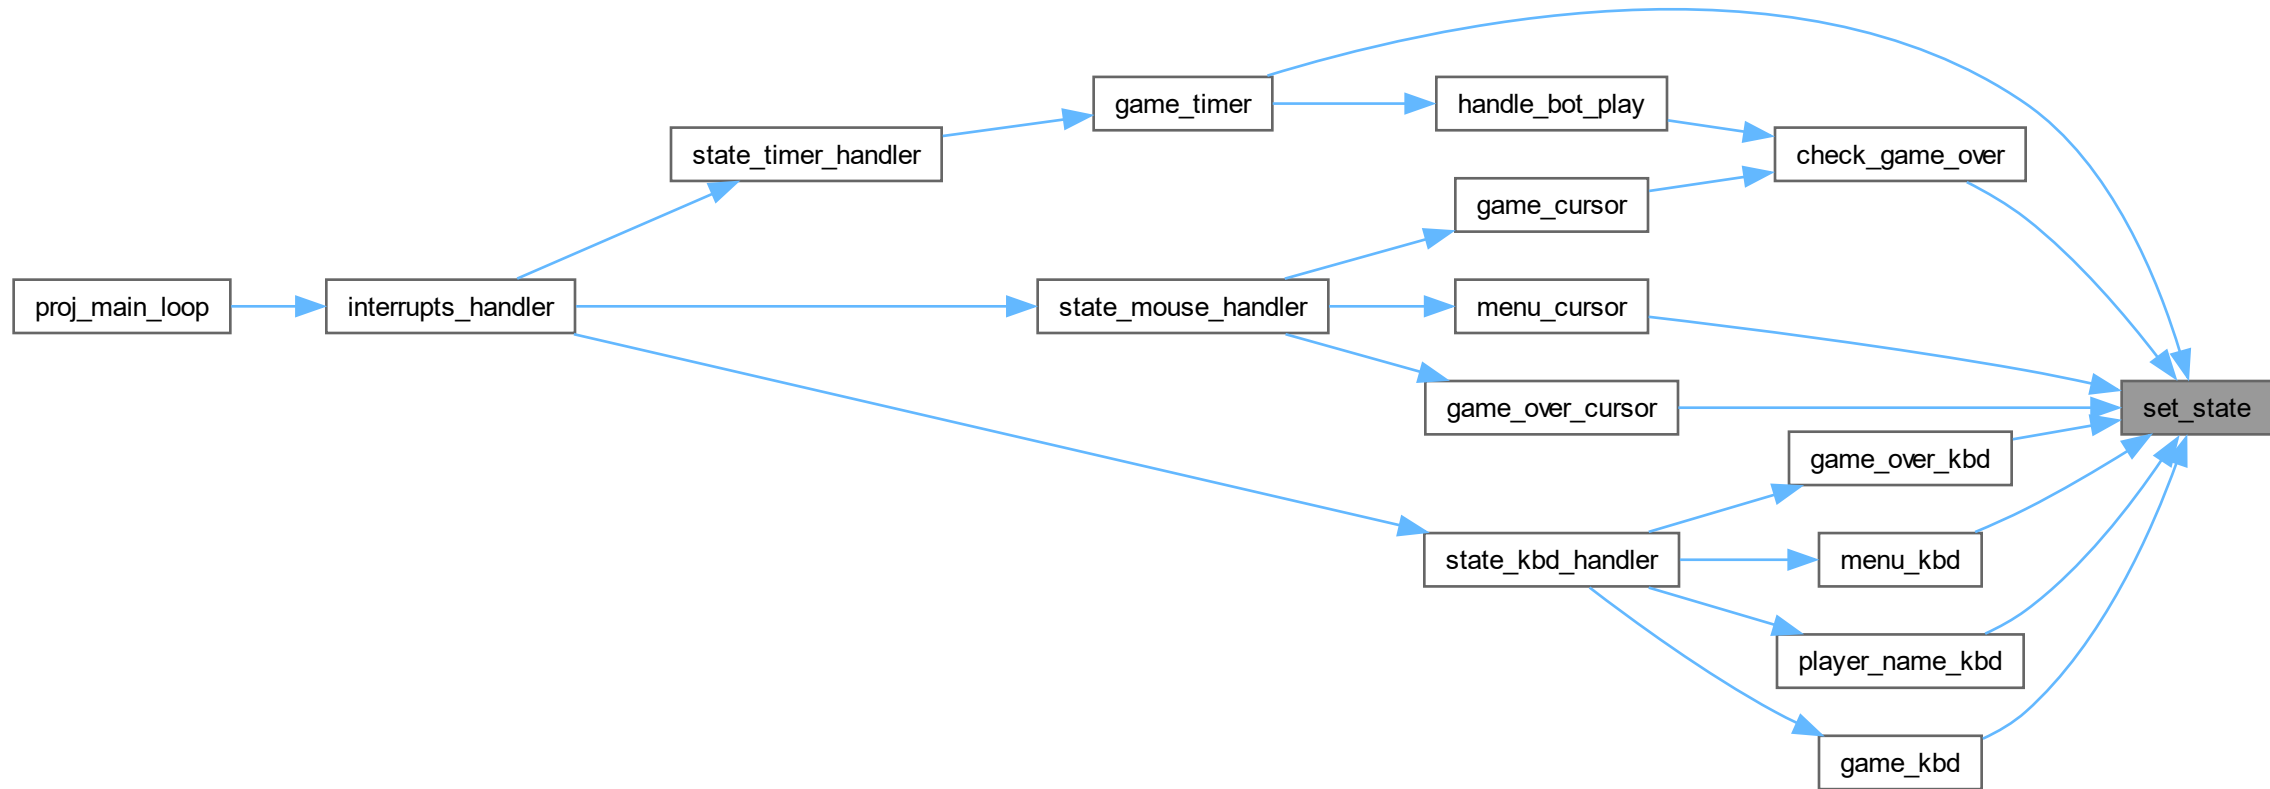 game_timer
handle_bot_play
state_timer_handler
check_game_over
game_cursor
proj_main_loop
interrupts_handler
state_mouse_handler
menu_cursor
game_over_cursor
set_state
game_over_kbd
state_kbd_handler
menu_kbd
player_name_kbd
game_kbd